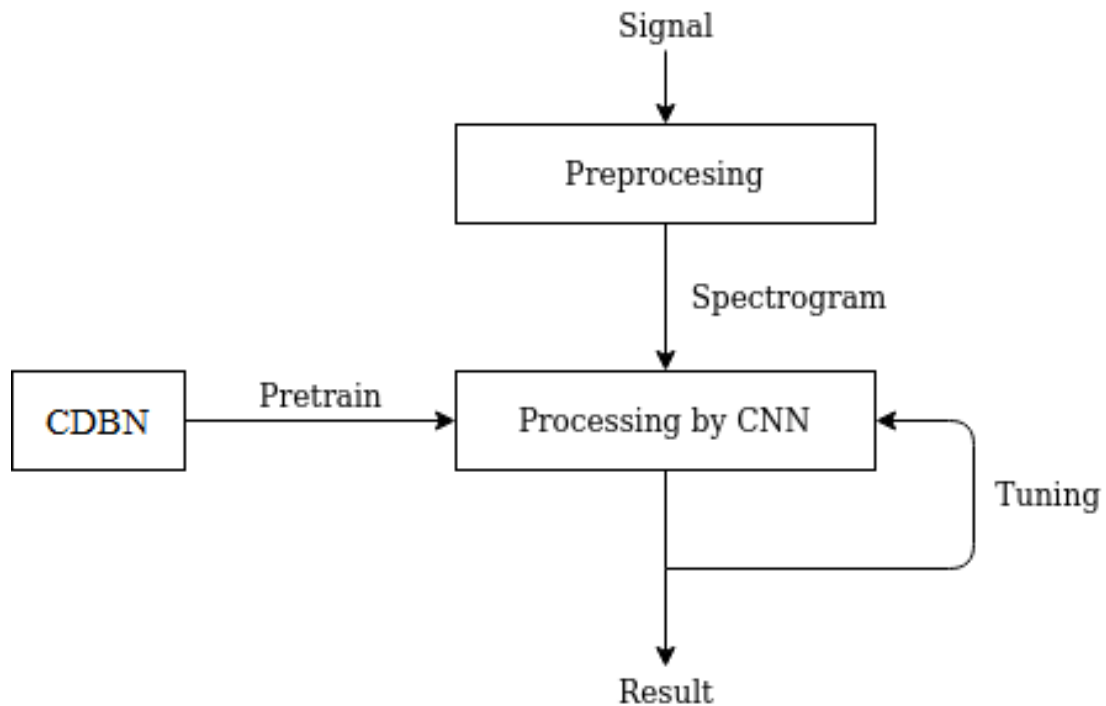 Signal
Preprocesing
Spectrogram
Pretrain
CDBN
Processing by CNN
Tuning
Result